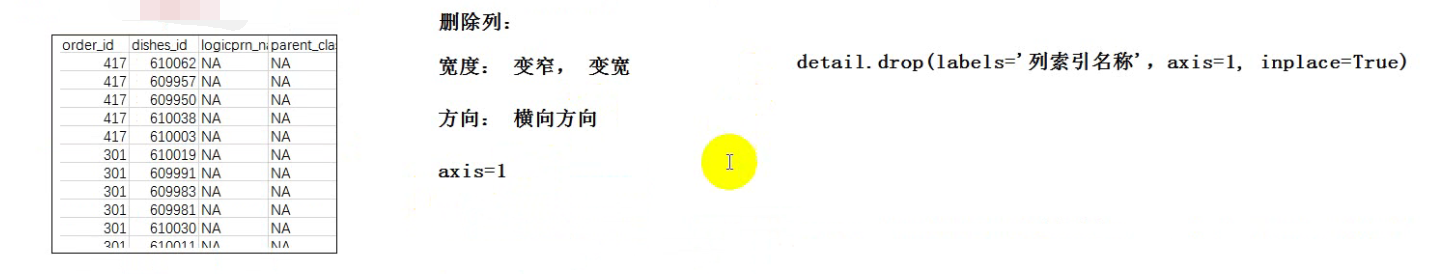 order_id dishes_id logicprn_n parent_cla
417 610062 NA NA
417 609957 NA NA
417 609950 NA NA
417 610038 NA NA
417 610003 NA NA
301 610019 NA NA
301 609991 NA NA
301 609983 NA NA
301 609981 NA NA
301 610030 NA NA
301 610011 NA NA
删除列：
宽度： 变窄， 变宽
方向： 横向方向
axis=1
detail.drop(labels='列索引名称', axis=1, inplace=True)